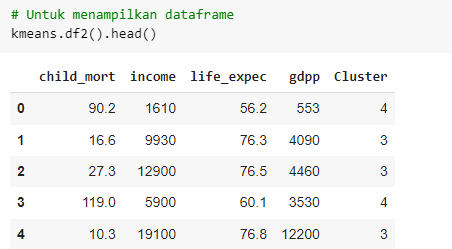 # Untuk menampilkan dataframe
kmeans.df2().head()
child_mort income life_expec gdpp Cluster
0 90.2 1610 56.2 553 4
1 16.6 9930 76.3 4090 3
2 27.3 12900 76.5 4460 3
3 119.0 5900 60.1 3530 4
4 10.3 19100 76.8 12200 3